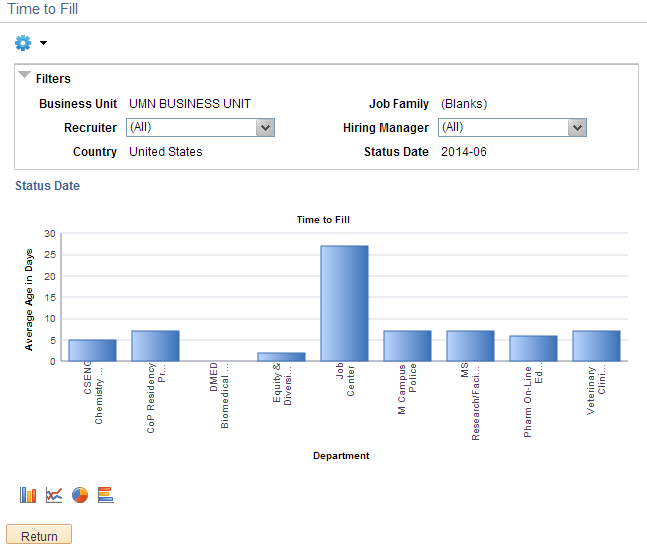 Time to Fill
Filters
Business Unit UMN BUSINESS UNIT Job Family (Blanks)
Recruiter (All) Hiring Manager (All)
Country United States Status Date 2014-06
Status Date
Time to Fill
Average Age in Days
30
25
20
15
10
5
0
CSENG
Chemistry ...
CoP Residency
Pr...
DMED
Biomedical ...
Equity &
Diversi...
Job
Center
M Campus
Police
MS
Research/Faci...
Pharm On-Line
Ed...
Veterinary
Clini...
Department
Return